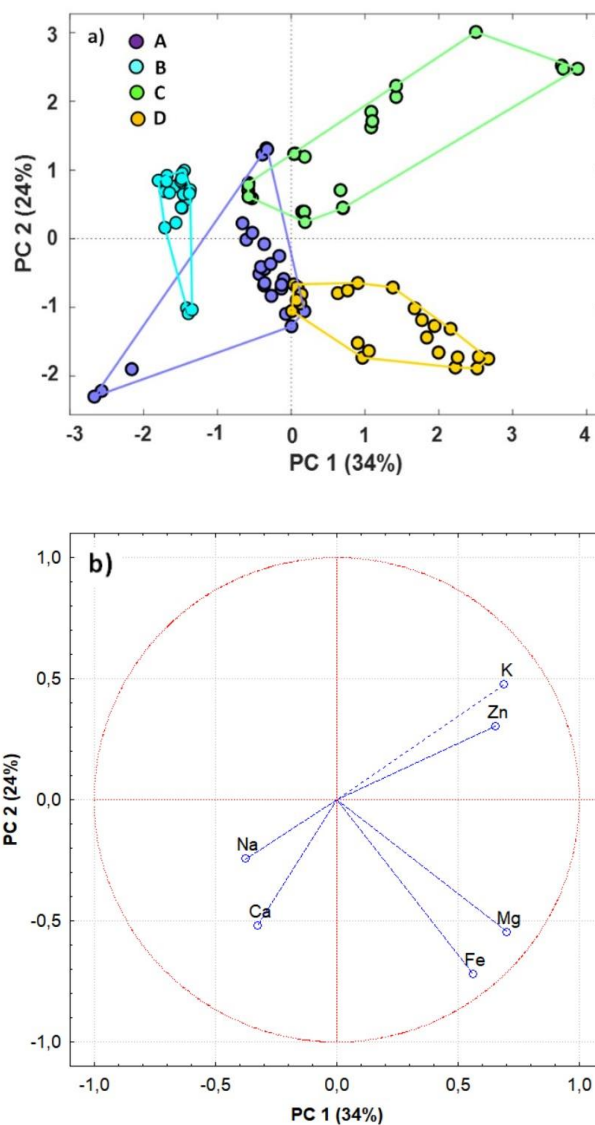 a)
A
B
C
D
3
2
1
0
-1
-2
PC 2 (24%)
-3 -2 -1 0 1 2 3 4
PC 1 (34%)
b)
1,0
0,5
0,0
-0,5
-1,0
PC 2 (24%)
K
Zn
Na
Ca
Mg
Fe
-1,0 -0,5 0,0 0,5 1,0
PC 1 (34%)